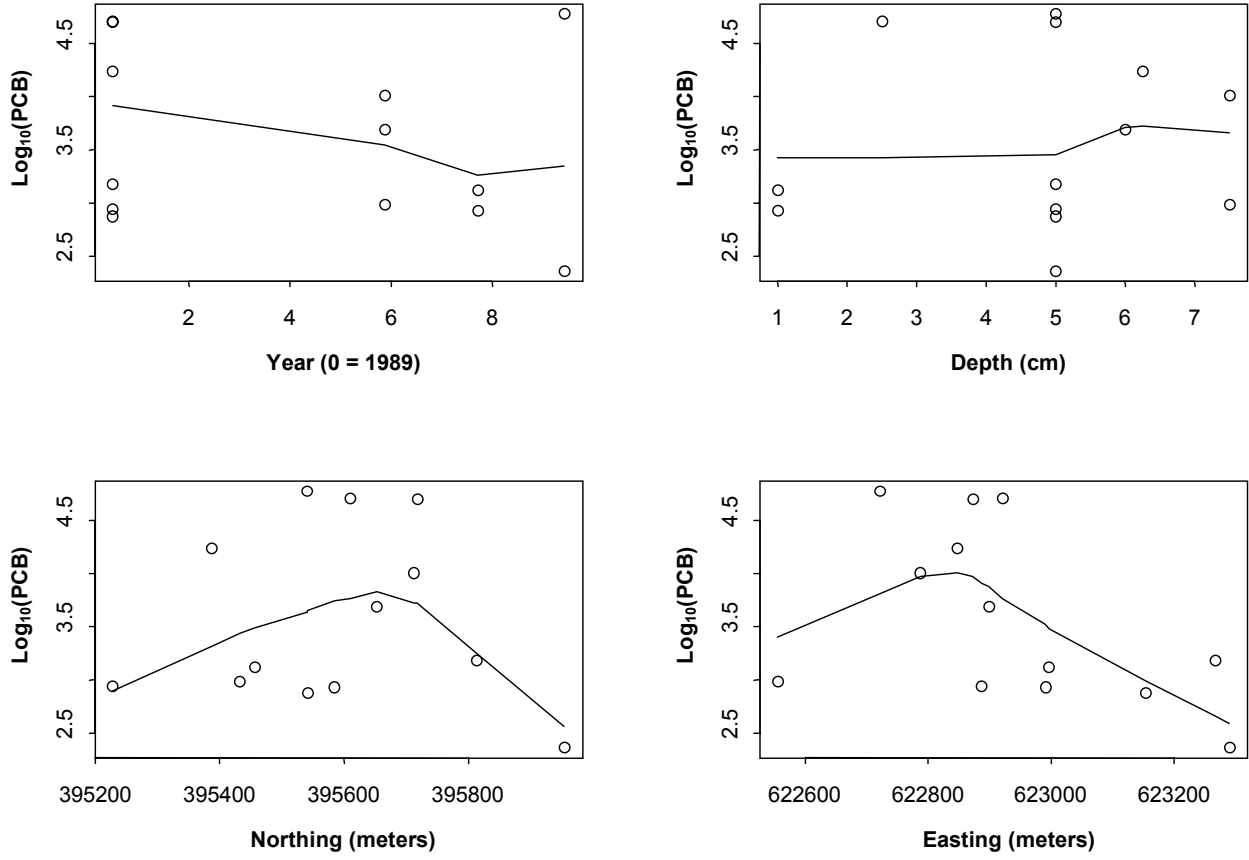 Log₁₀(PCB)
4.5
3.5
2.5
2 4 6 8
Year (0 = 1989)
Log₁₀(PCB)
4.5
3.5
2.5
1 2 3 4 5 6 7
Depth (cm)
Log₁₀(PCB)
4.5
3.5
2.5
395200 395400 395600 395800
Northing (meters)
Log₁₀(PCB)
4.5
3.5
2.5
622600 622800 623000 623200
Easting (meters)